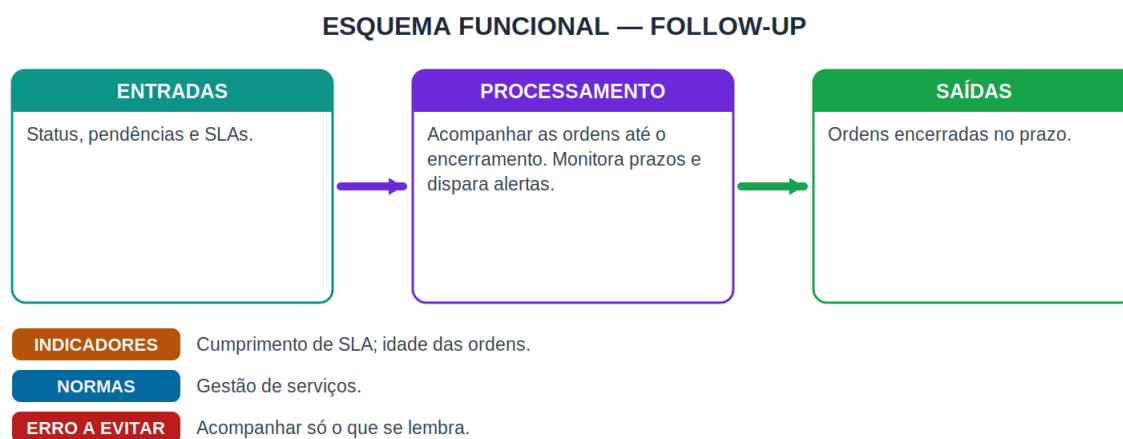 ESQUEMA FUNCIONAL — FOLLOW-UP
ENTRADAS
Status, pendências e SLAs.
PROCESSAMENTO
Acompanhar as ordens até o
encerramento. Monitora prazos e
dispara alertas.
SAÍDAS
Ordens encerradas no prazo.
INDICADORES
Cumprimento de SLA; idade das ordens.
NORMAS
Gestão de serviços.
ERRO A EVITAR
Acompanhar só o que se lembra.